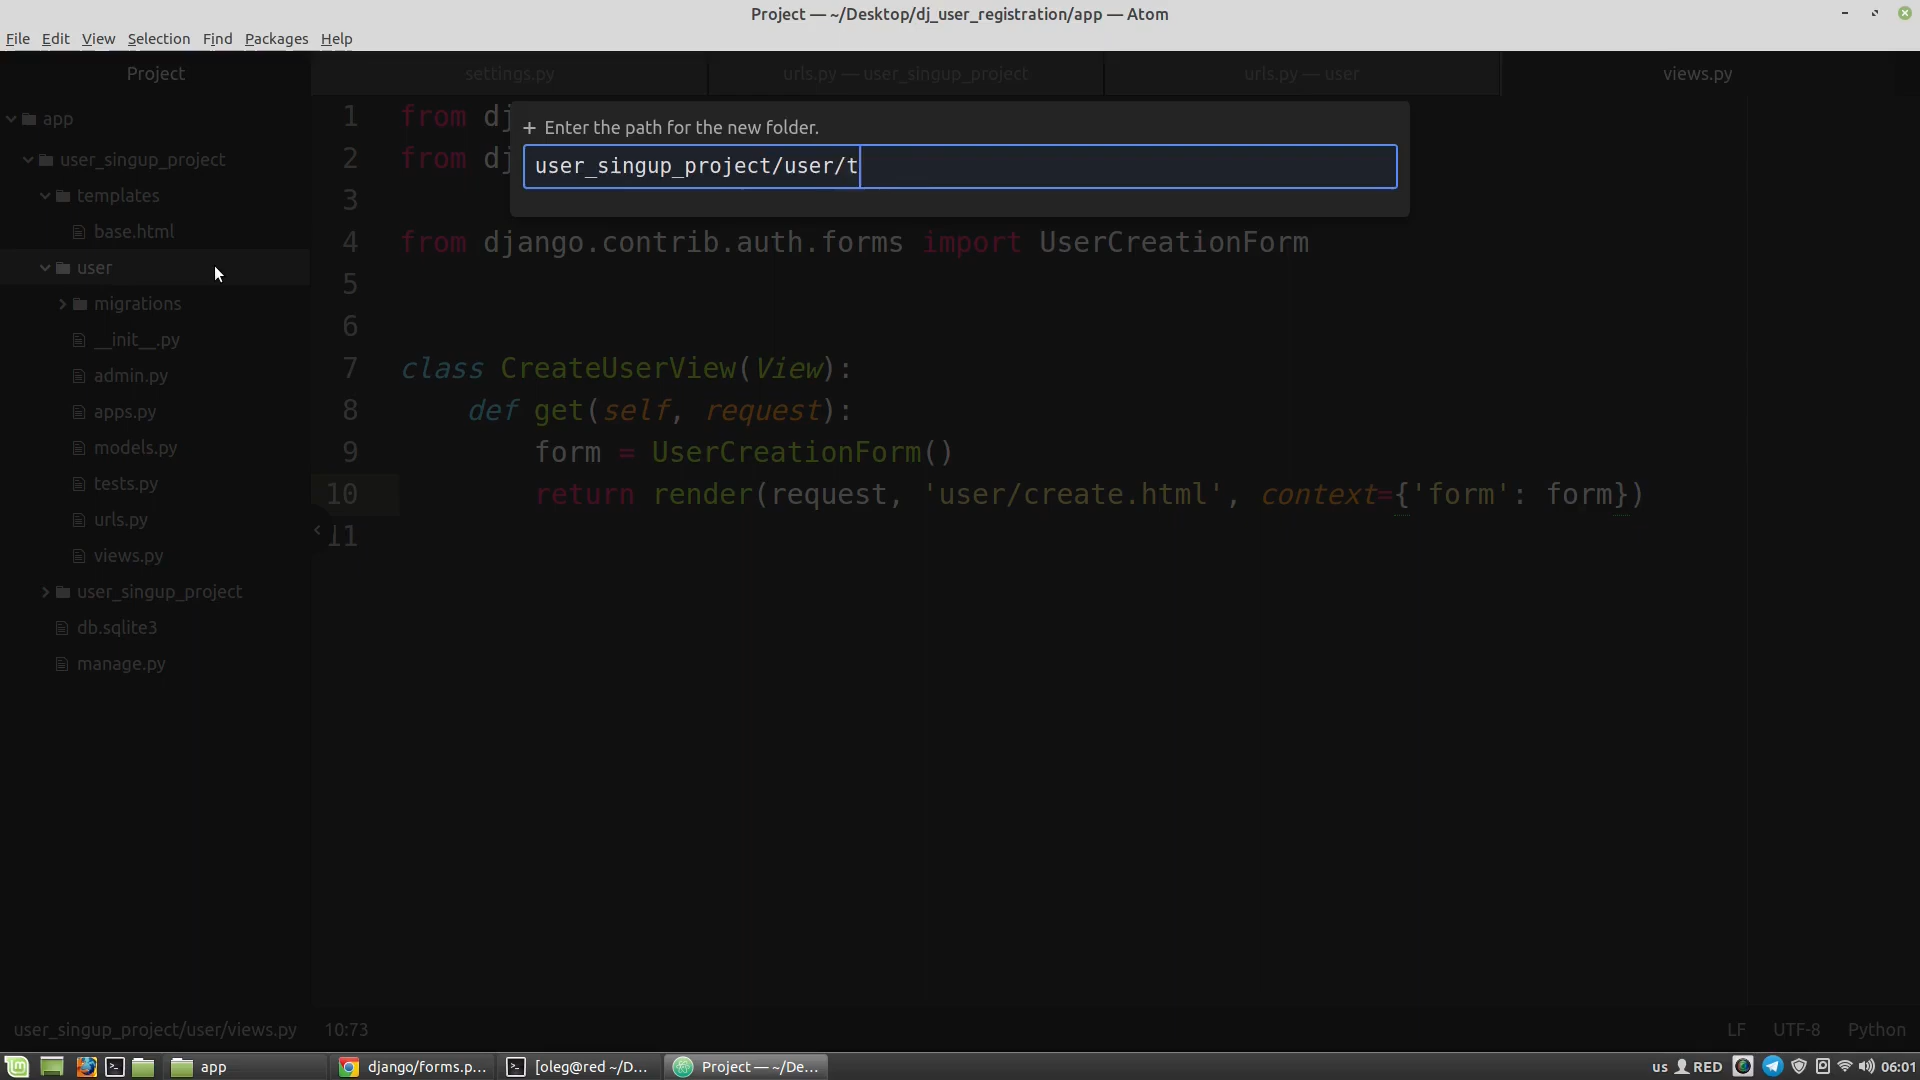 Project — ~/Desktop/dj_user_registration/app — Atom
File Edit View Selection Find Packages Help
Project
settings.py
urls.py — user_singup_project
urls.py — user
views.py
app
user_singup_project
templates
base.html
user
migrations
__init__.py
admin.py
apps.py
models.py
tests.py
urls.py
views.py
user_singup_project
db.sqlite3
manage.py
+ Enter the path for the new folder.
user_singup_project/user/t
1 from dj
2 from dj
3
4 from django.contrib.auth.forms import UserCreationForm
5
6
7 class CreateUserView(View):
8 def get(self, request):
9 form = UserCreationForm()
10 return render(request, 'user/create.html', context={'form': form})
11
user_singup_project/user/views.py 10:73
LF UTF-8 Python
app
django/forms.p...
[oleg@red ~/D...
Project — ~/De...
us RED 06:01